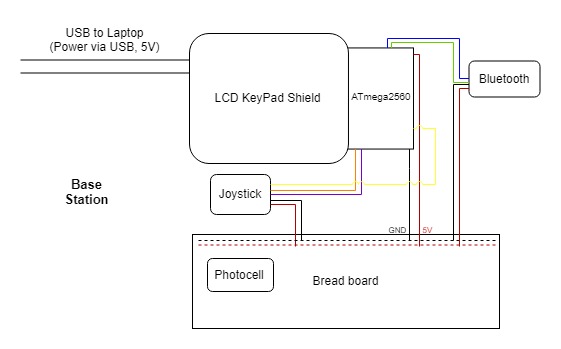 USB to Laptop
(Power via USB, 5V)
LCD KeyPad Shield
ATmega2560
Bluetooth
Base
Station
Joystick
GND
5V
Photocell
Bread board